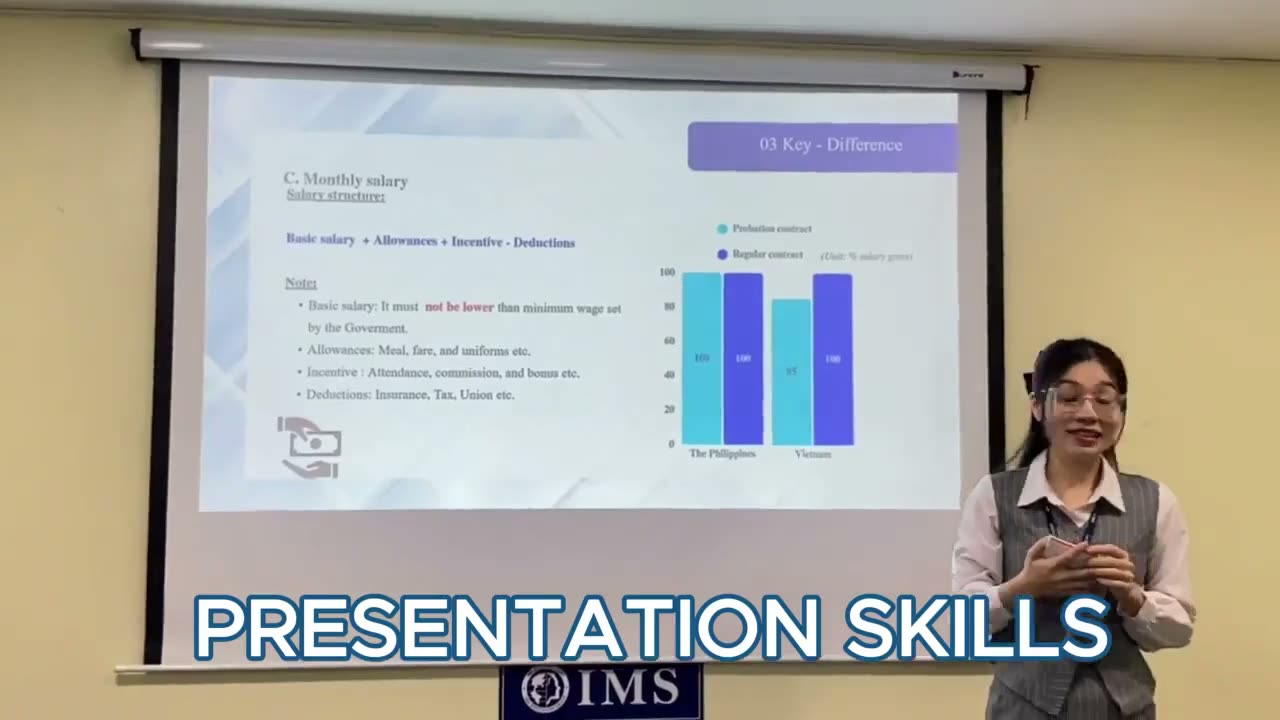 03 Key - Difference
C. Monthly salary
Salary structure:
Basic salary + Allowances + Incentive - Deductions
Note:
• Basic salary: It must not be lower than minimum wage set
by the Goverment.
• Allowances: Meal, fare, and uniforms etc.
• Incentive : Attendance, commission, and bonus etc.
• Deductions: Insurance, Tax, Union etc.
Probation contract
Regular contract (Unit: % salary gross)
100
80
60
40
20
0
100 100 85 100
The Philippines Vietnam
PRESENTATION SKILLS
IMS